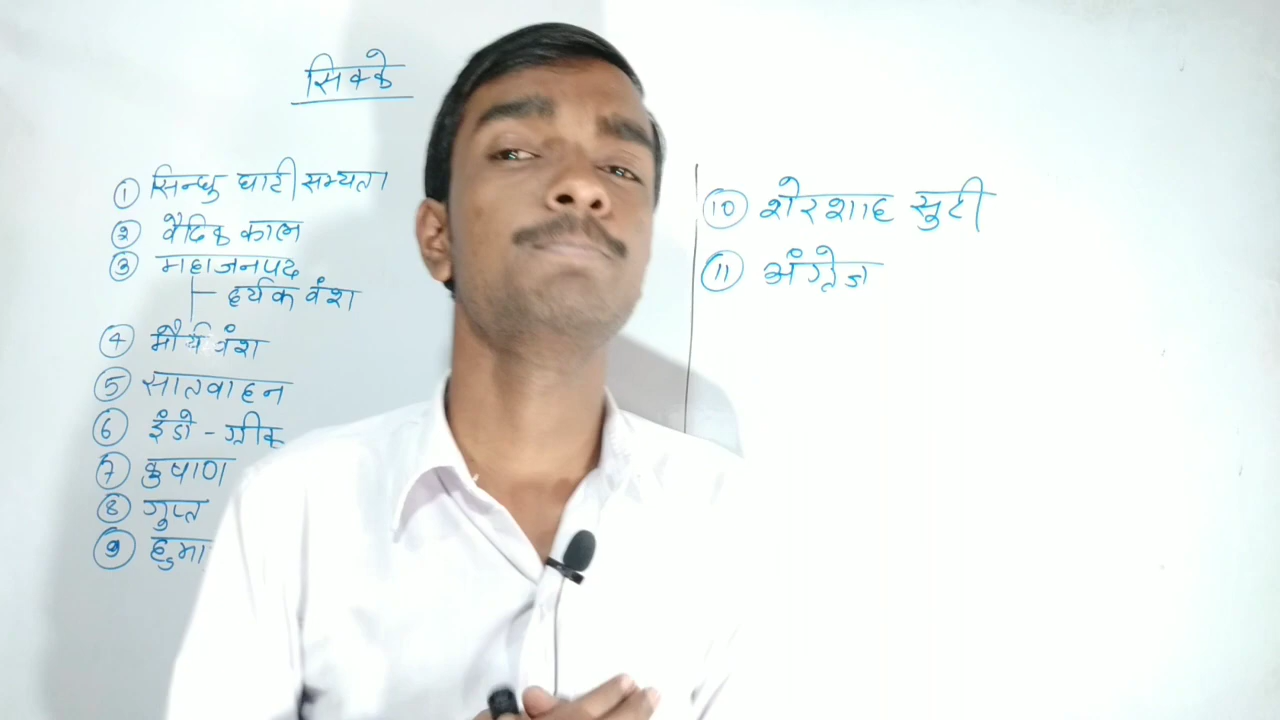 सिक्के
① सिन्धु घाटी सभ्यता
② वैदिक काल
③ महाजनपद
हर्यक वंश
④ मौर्य वंश
⑤ सातवाहन
⑥ इंडो - ग्रीक
⑦ कुषाण
⑧ गुप्त
⑨ हुमा
⑩ शेरशाह सुरी
⑪ अंग्रेज